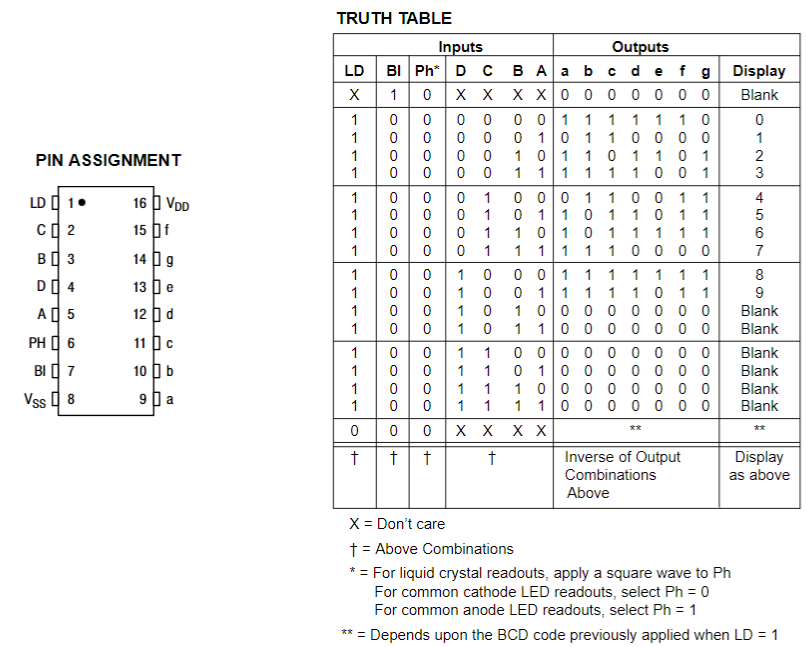 PIN ASSIGNMENT
LD 1 16 VDD
C 2 15 f
B 3 14 g
D 4 13 e
A 5 12 d
PH 6 11 c
BI 7 10 b
VSS 8 9 a
TRUTH TABLE
Inputs Outputs
LD BI Ph* D C B A a b c d e f g Display
X 1 0 X X X X 0 0 0 0 0 0 0 Blank
1 0 0 0 0 0 0 1 1 1 1 1 1 0 0
1 0 0 0 0 0 1 0 1 1 0 0 0 0 1
1 0 0 0 0 1 0 1 1 0 1 1 0 1 2
1 0 0 0 0 1 1 1 1 1 1 0 0 1 3
1 0 0 0 1 0 0 0 1 1 0 0 1 1 4
1 0 0 0 1 0 1 1 0 1 1 0 1 1 5
1 0 0 0 1 1 0 1 0 1 1 1 1 1 6
1 0 0 0 1 1 1 1 1 1 0 0 0 0 7
1 0 0 1 0 0 0 1 1 1 1 1 1 1 8
1 0 0 1 0 0 1 1 1 1 1 0 1 1 9
1 0 0 1 0 1 0 0 0 0 0 0 0 0 Blank
1 0 0 1 0 1 1 0 0 0 0 0 0 0 Blank
1 0 0 1 1 0 0 0 0 0 0 0 0 0 Blank
1 0 0 1 1 0 1 0 0 0 0 0 0 0 Blank
1 0 0 1 1 1 0 0 0 0 0 0 0 0 Blank
1 0 0 1 1 1 1 0 0 0 0 0 0 0 Blank
0 0 0 X X X X ** **
† † † † Inverse of Output Display
Combinations as above
Above
X = Don't care
† = Above Combinations
* = For liquid crystal readouts, apply a square wave to Ph
For common cathode LED readouts, select Ph = 0
For common anode LED readouts, select Ph = 1
** = Depends upon the BCD code previously applied when LD = 1